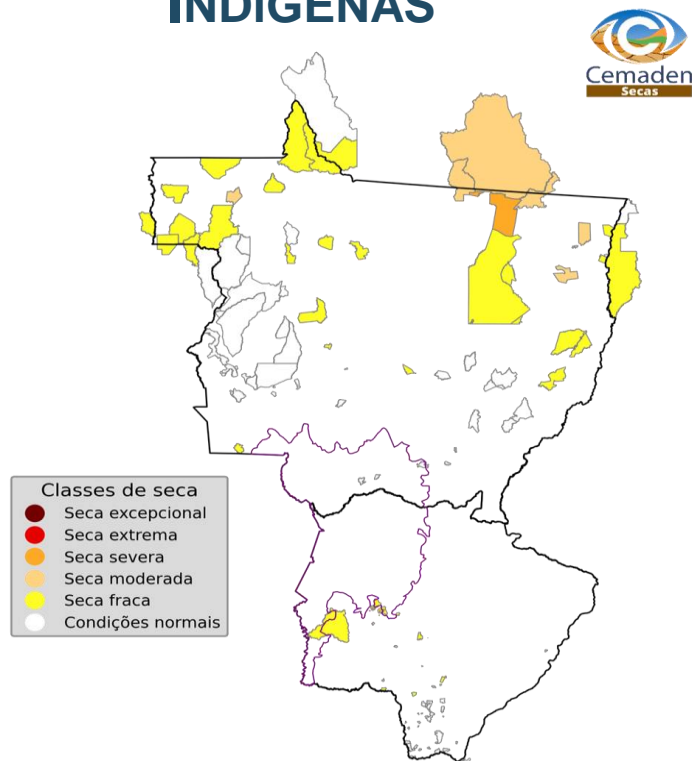 INDÍGENAS
Cemaden
Secas
Classes de seca
Seca excepcional
Seca extrema
Seca severa
Seca moderada
Seca fraca
Condições normais